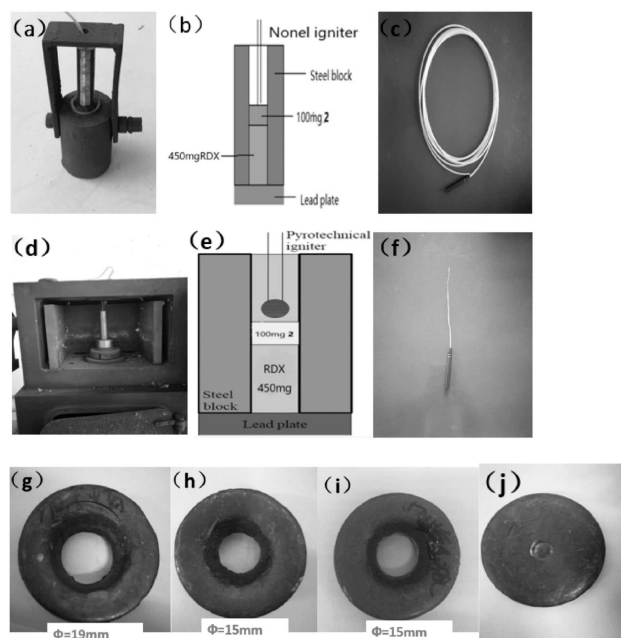 (a)
(b)
Nonel igniter
Steel block
100mg 2
450mgRDX
Lead plate
(c)
(d)
(e)
Pyrotechnical
igniter
100mg 2
RDX
450mg
Steel
block
Lead plate
(f)
(g)
Φ=19mm
(h)
Φ=15mm
(i)
Φ=15mm
(j)